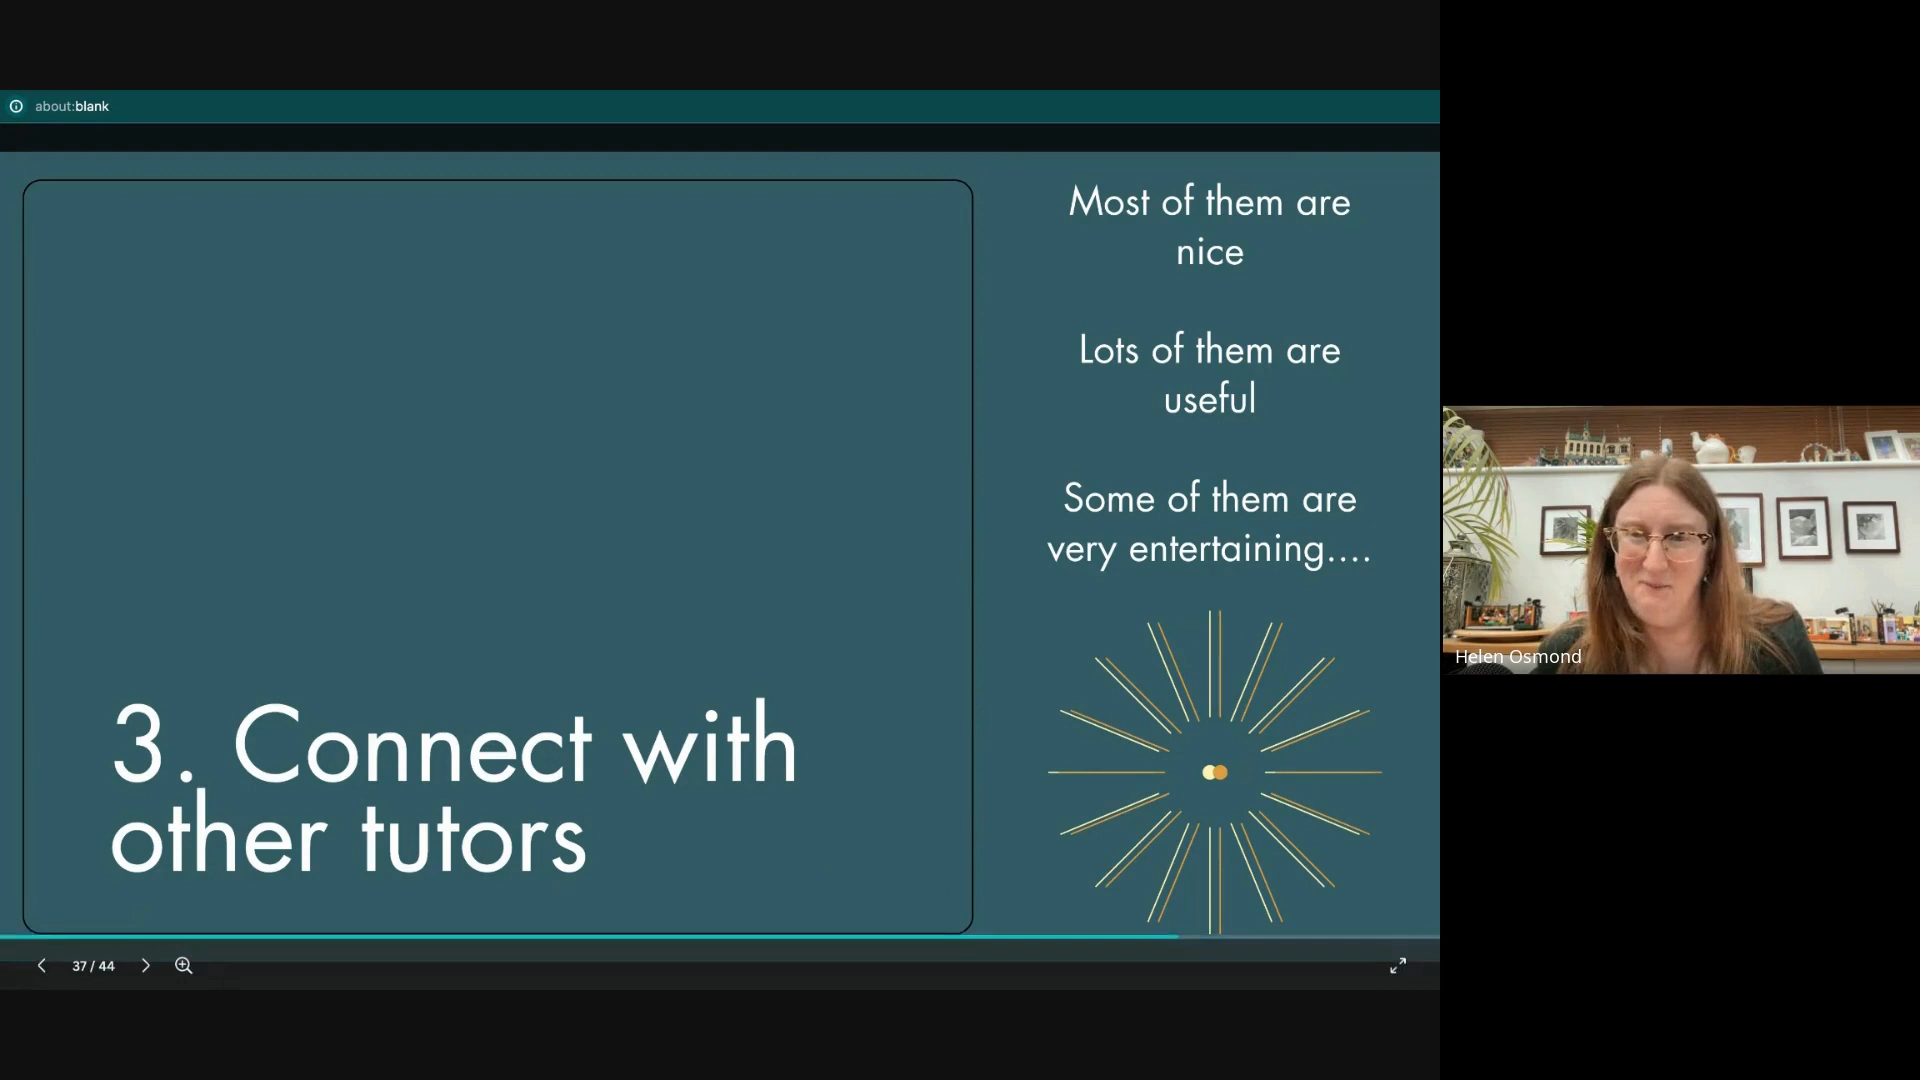 about:blank
Most of them are
nice
Lots of them are
useful
Some of them are
very entertaining....
3. Connect with
other tutors
37 / 44
Helen Osmond